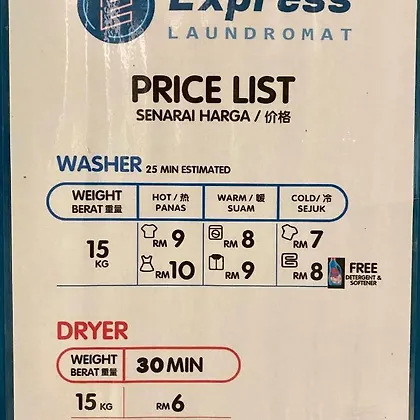 Express
LAUNDROMAT
PRICE LIST
SENARAI HARGA / 价格
WASHER 25 MIN ESTIMATED
WEIGHT
BERAT 重量
HOT / 热
PANAS
WARM / 暖
SUAM
COLD / 冷
SEJUK
15 KG
RM 9
RM 8
RM 7
RM 10
RM 9
RM 8
FREE
DETERGENT &
SOFTENER
DRYER
WEIGHT
BERAT 重量
30 MIN
15 KG
RM 6